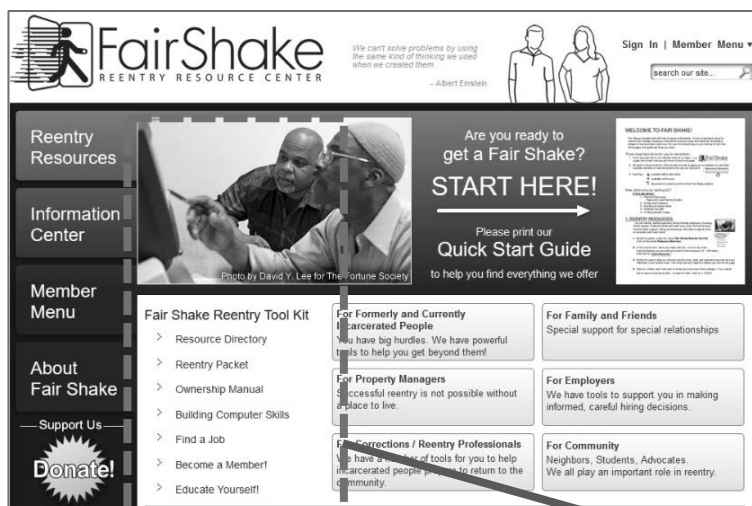 FairShake
REENTRY RESOURCE CENTER
We can't solve problems by using
the same kind of thinking we used
when we created them.
- Albert Einstein
Sign In | Member Menu ▾
search our site...
Reentry
Resources
Information
Center
Member
Menu
About
Fair Shake
Support Us
Donate!
Photo by David Y. Lee for The Fortune Society
Are you ready to
get a Fair Shake?
START HERE!
Please print our
Quick Start Guide
to help you find everything we offer
WELCOME TO FAIR SHAKE!
Fair Shake Reentry Tool Kit
> Resource Directory
> Reentry Packet
> Ownership Manual
> Building Computer Skills
> Find a Job
> Become a Member!
> Educate Yourself!
For Formerly and Currently
Incarcerated People
You have big hurdles. We have powerful
tools to help you get beyond them!
For Family and Friends
Special support for special relationships
For Property Managers
Successful reentry is not possible without
a place to live.
For Employers
We have tools to support you in making
informed, careful hiring decisions.
For Corrections / Reentry Professionals
We have a number of tools for you to help
incarcerated people prepare to return to the
community.
For Community
Neighbors, Students, Advocates.
We all play an important role in reentry.